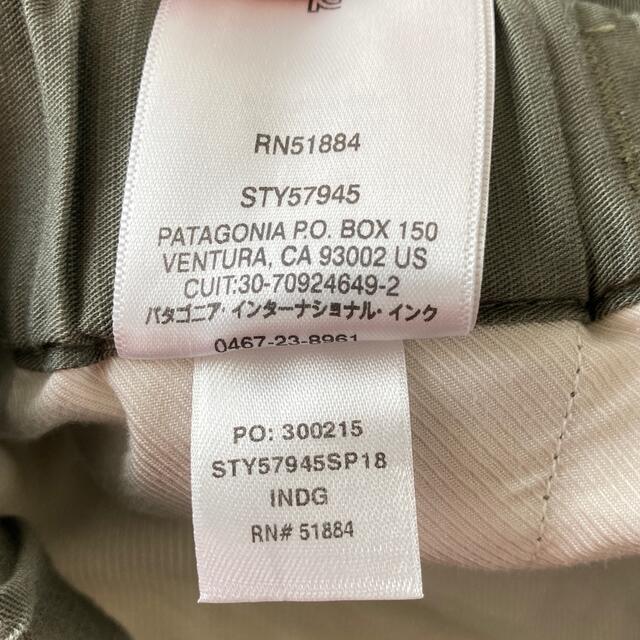 RN51884
STY57945
PATAGONIA P.O. BOX 150
VENTURA, CA 93002 US
CUIT:30-70924649-2
パタゴニア・インターナショナル・インク
0467-23-8961
PO: 300215
STY57945SP18
INDG
RN# 51884